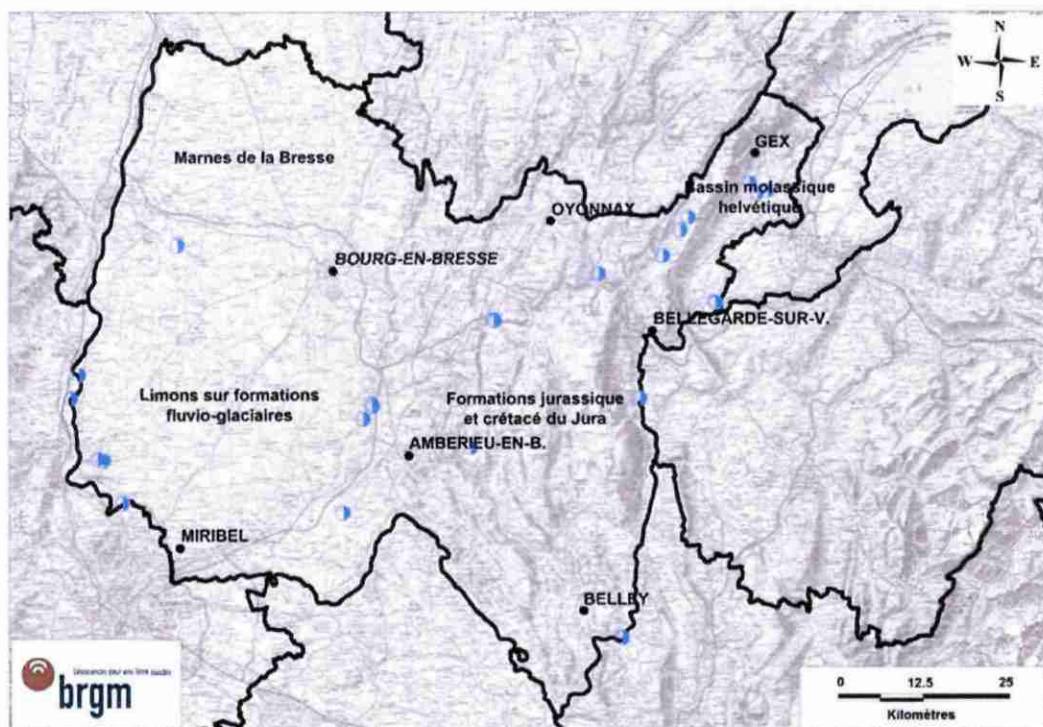 N
W E
S
GEX
Marnes de la Bresse
Bassin molassique
helvétique
OYONNAX
BOURG-EN-BRESSE
BELLEGARDE-SUR-V.
Limons sur formations
fluvio-glaciaires
Formations jurassique
et crétacé du Jura
AMBERIEU-EN-B.
MIRIBEL
BELLEY
brgm
0 12.5 25
Kilomètres